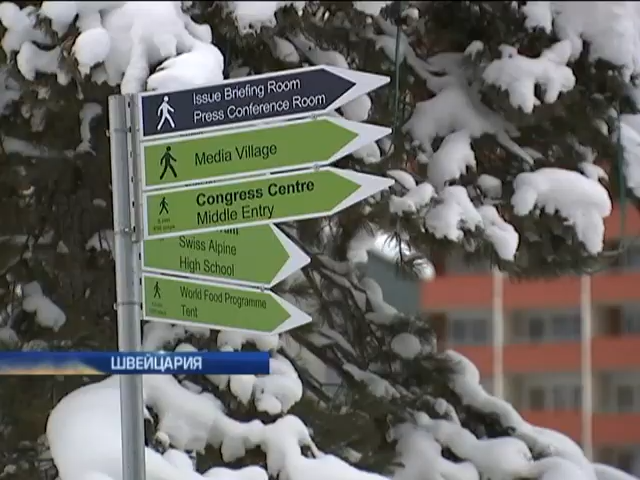 Issue Briefing Room
Press Conference Room
Media Village
Congress Centre
Middle Entry
Swiss Alpine
High School
World Food Programme
Tent
ШВЕЙЦАРИЯ